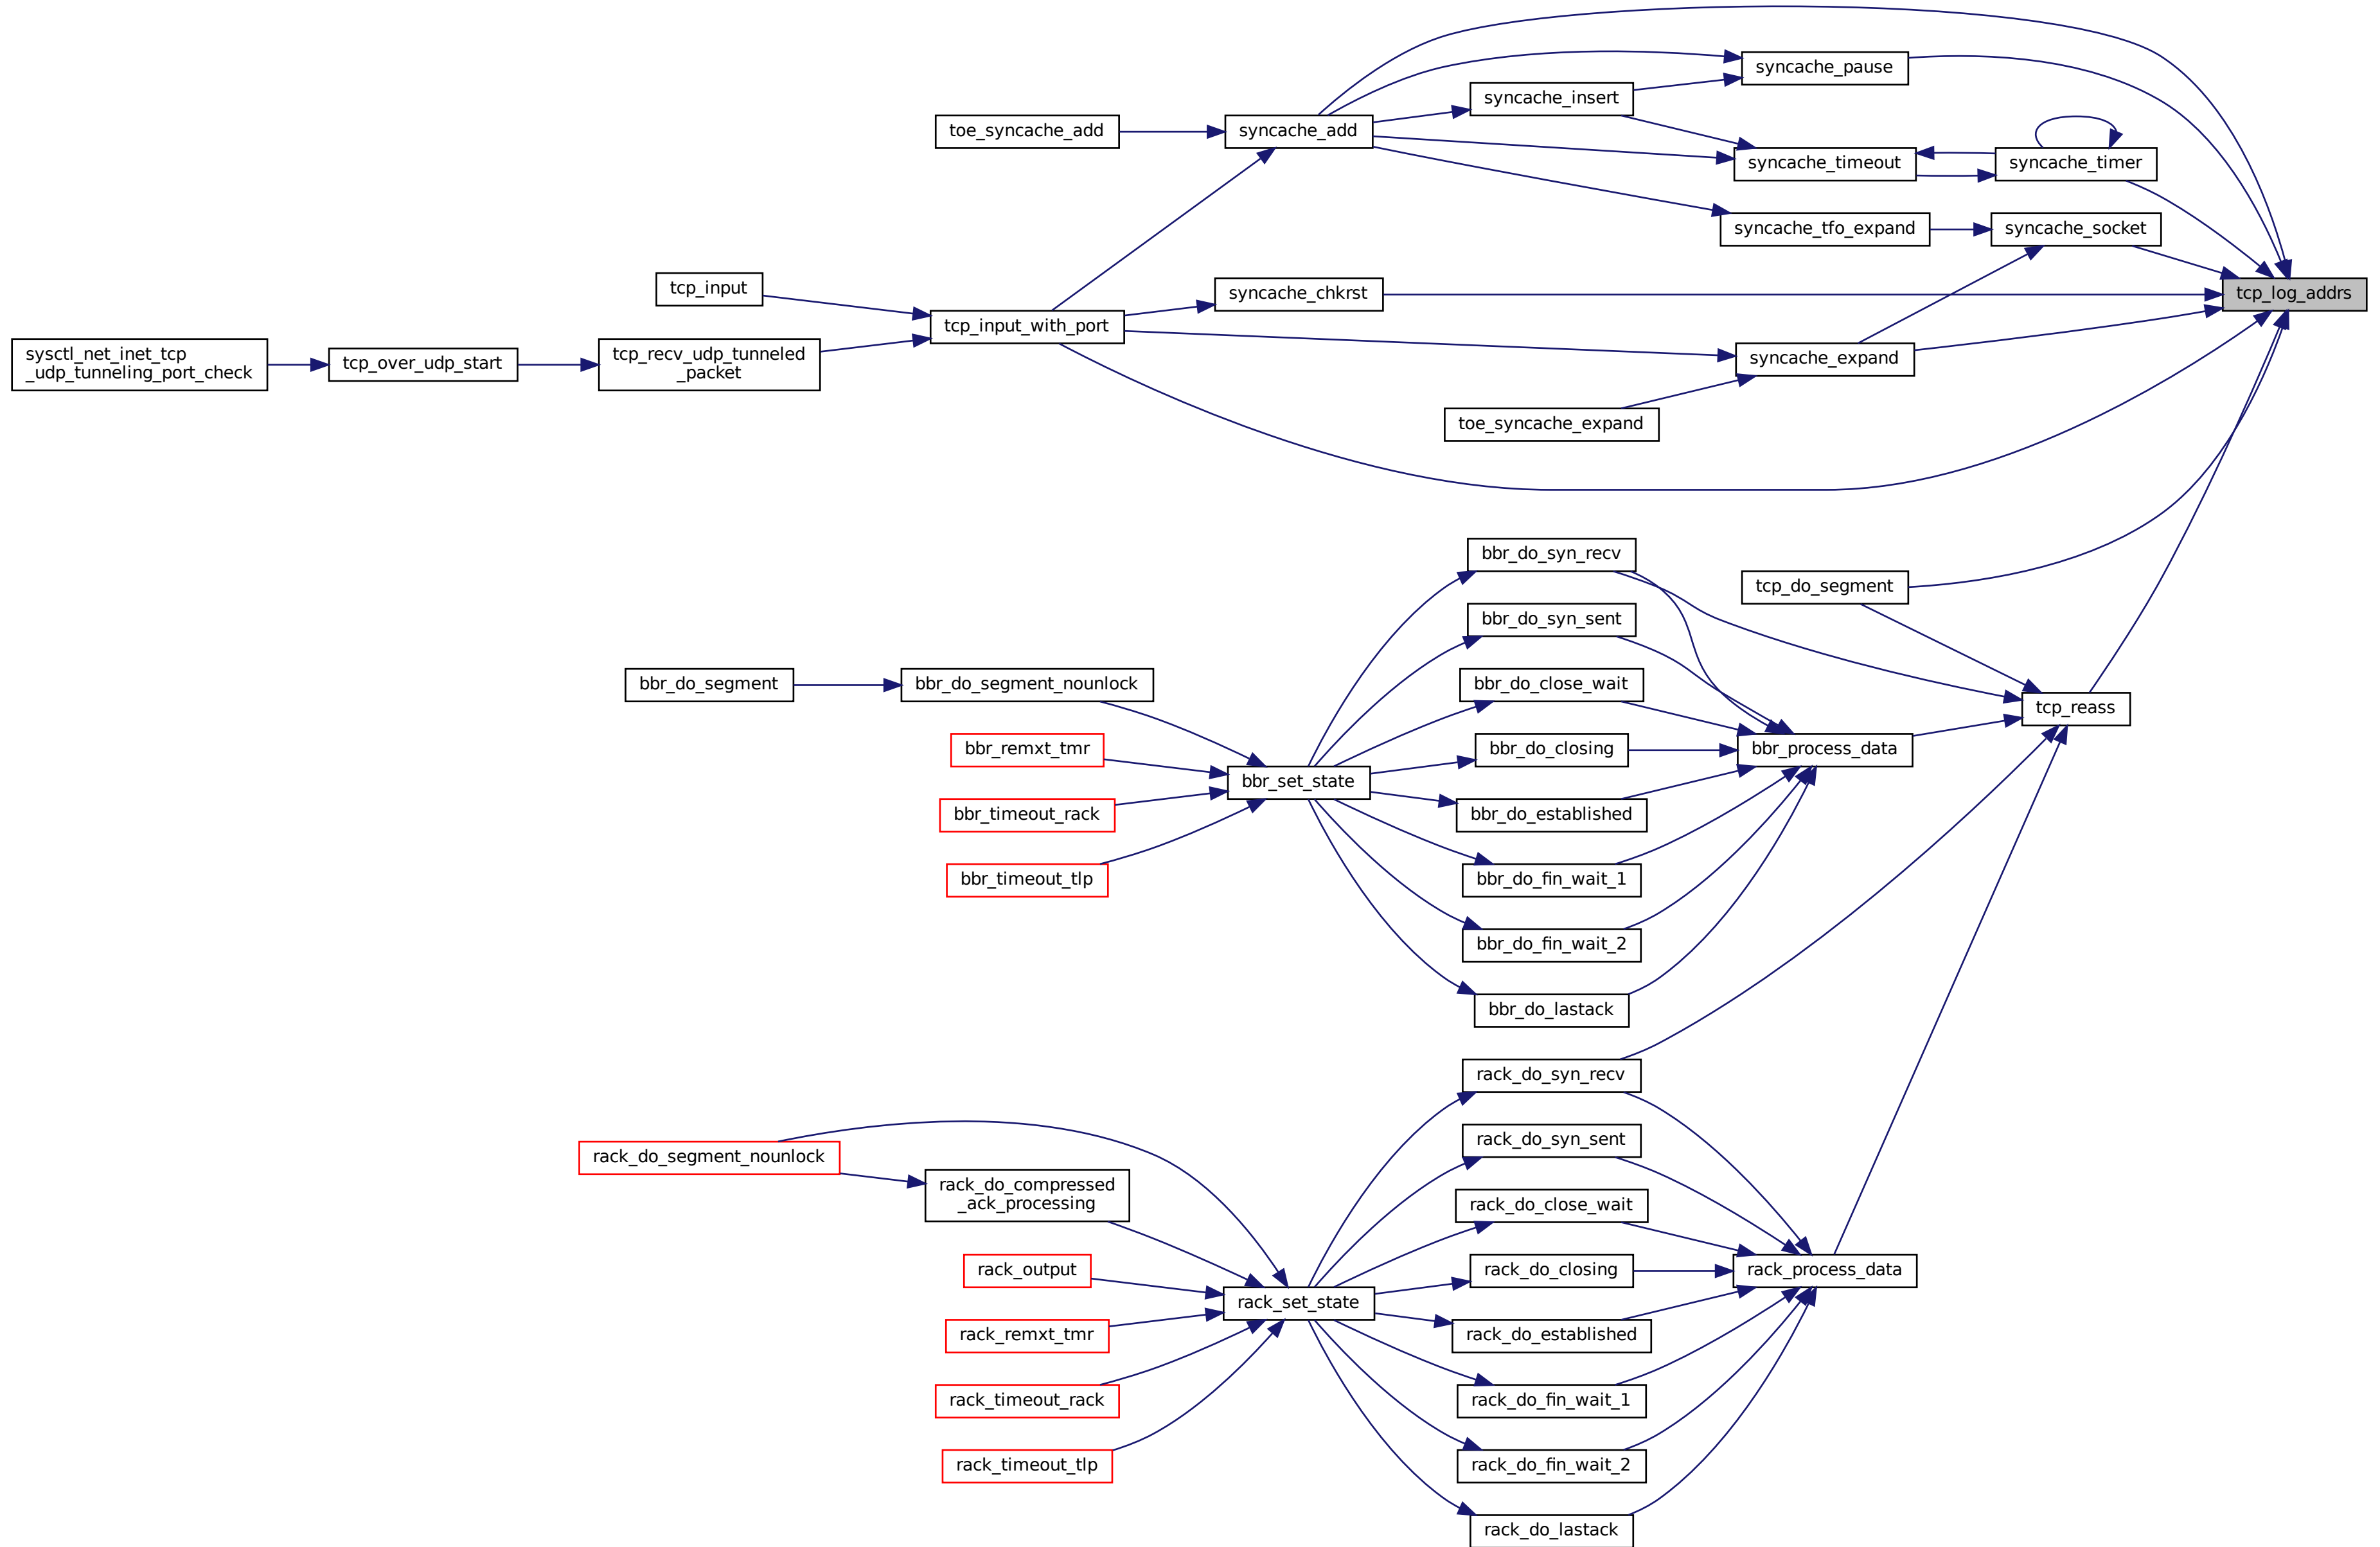 syncache_pause
syncache_insert
toe_syncache_add
syncache_add
syncache_timeout
syncache_timer
syncache_tfo_expand
syncache_socket
tcp_input
syncache_chkrst
tcp_log_addrs
tcp_input_with_port
sysctl_net_inet_tcp
_udp_tunneling_port_check
tcp_over_udp_start
tcp_recv_udp_tunneled
_packet
syncache_expand
toe_syncache_expand
bbr_do_syn_recv
tcp_do_segment
bbr_do_syn_sent
bbr_do_segment
bbr_do_segment_nounlock
bbr_do_close_wait
tcp_reass
bbr_remxt_tmr
bbr_do_closing
bbr_process_data
bbr_set_state
bbr_timeout_rack
bbr_do_established
bbr_timeout_tlp
bbr_do_fin_wait_1
bbr_do_fin_wait_2
bbr_do_lastack
rack_do_syn_recv
rack_do_segment_nounlock
rack_do_syn_sent
rack_do_compressed
_ack_processing
rack_do_close_wait
rack_output
rack_do_closing
rack_process_data
rack_set_state
rack_remxt_tmr
rack_do_established
rack_timeout_rack
rack_do_fin_wait_1
rack_timeout_tlp
rack_do_fin_wait_2
rack_do_lastack